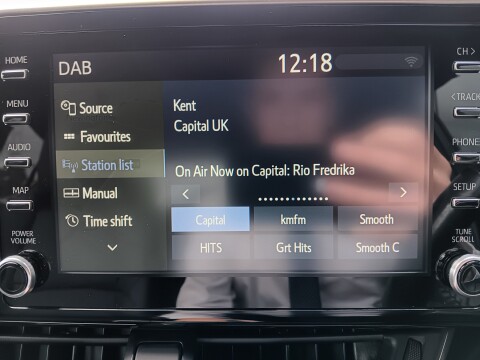 DAB
12:18
HOME
MENU
AUDIO
MAP
POWER
VOLUME
Source
Favourites
Station list
Manual
Time shift
Kent
Capital UK
On Air Now on Capital: Rio Fredrika
Capital
kmfm
Smooth
HITS
Grt Hits
Smooth C
CH >
< TRACK
PHONE
SETUP
TUNE
SCROLL